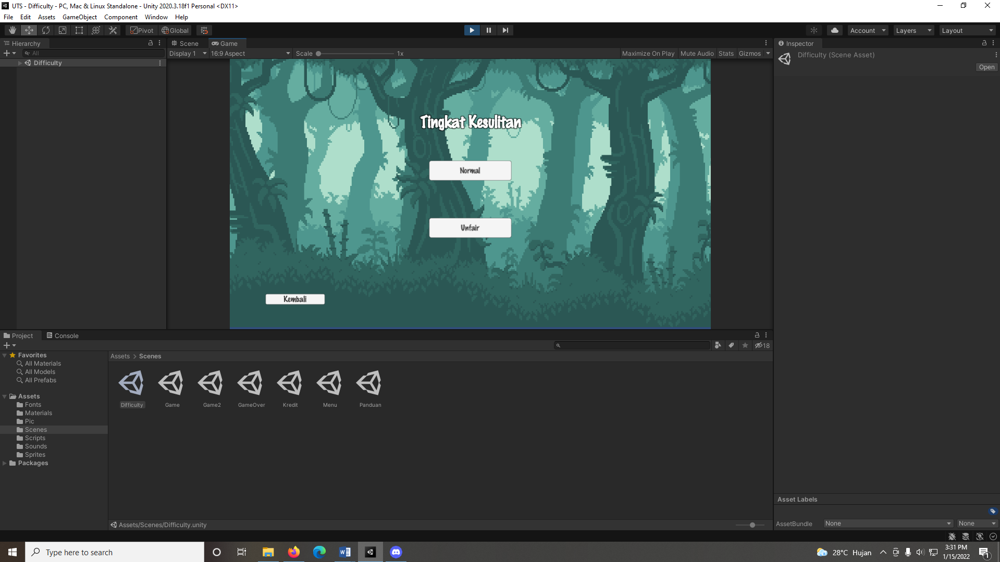 UTS - Difficulty - PC, Mac & Linux Standalone - Unity 2020.3.18f1 Personal <DX11>
File Edit Assets GameObject Component Window Help
Pivot Global Account Layers Layout
Hierarchy
All
Difficulty
Scene Game
Display 1 16:9 Aspect Scale 1x Maximize On Play Mute Audio Stats Gizmos
Tingkat Kesulitan
Normal
Unfair
Kembali
Inspector
Difficulty (Scene Asset)
Open
Project Console
18
Favorites
All Materials
All Models
All Prefabs
Assets
Fonts
Materials
Pic
Scenes
Scripts
Sounds
Sprites
Packages
Assets > Scenes
Difficulty Game Game2 GameOver Kredit Menu Panduan
Assets/Scenes/Difficulty.unity
Asset Labels
AssetBundle None None
Type here to search
28°C Hujan
3:31 PM
1/15/2022
1